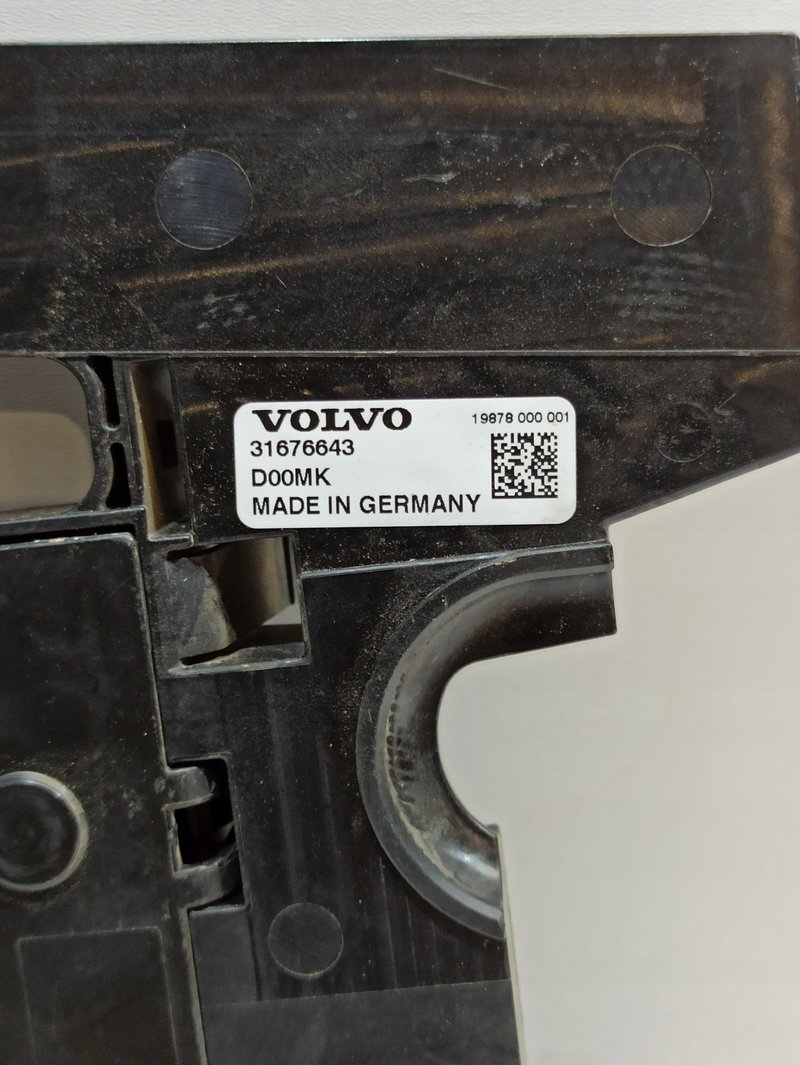 VOLVO
19878 000 001
31676643
D00MK
MADE IN GERMANY